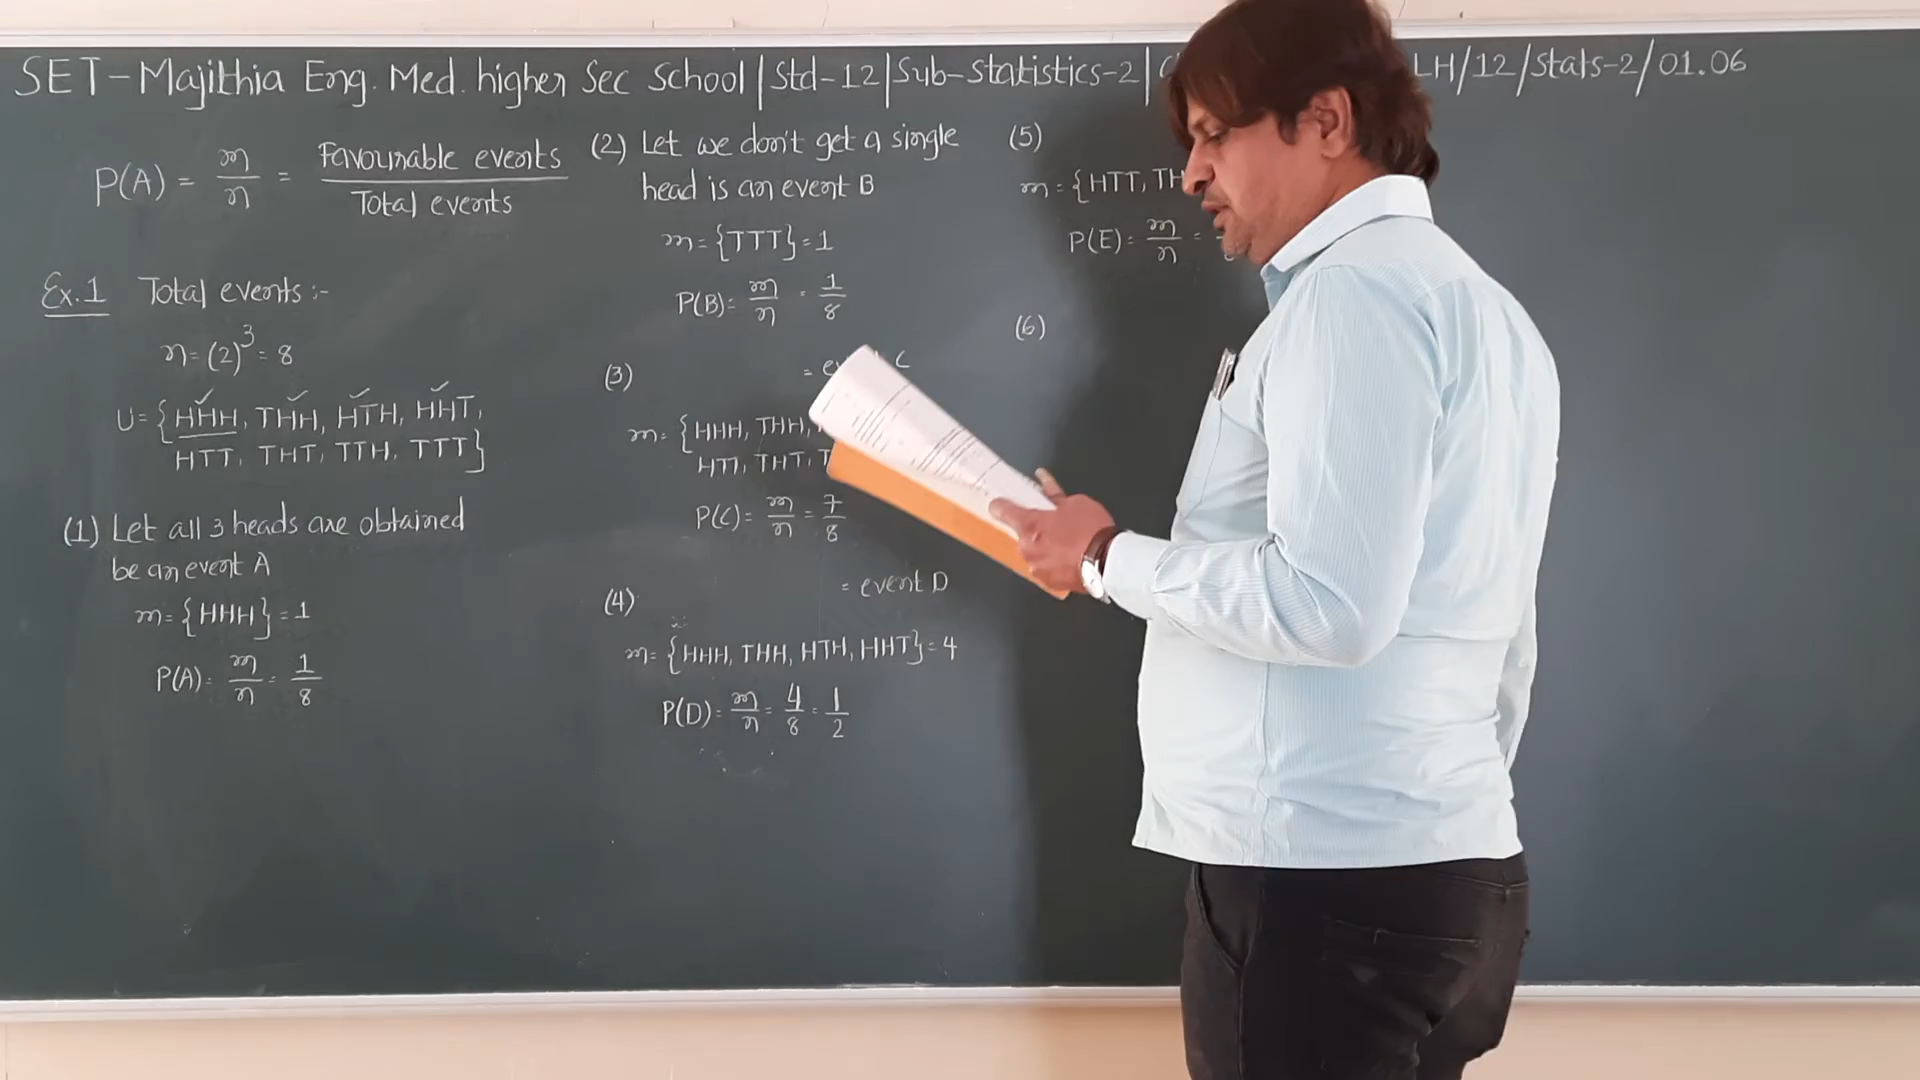 SET-Majithia Eng. Med. higher Sec School|Std-12|Sub-Statistics-2| LH/12/Stats-2/01.06
P(A) = m/n = Favourable events/Total events
Ex.1 Total events :-
n = (2)³ = 8
U = {HHH, THH, HTH, HHT,
HTT, THT, TTH, TTT}
(1) Let all 3 heads are obtained
be an event A
m = {HHH} = 1
P(A) = m/n = 1/8
(2) Let we don't get a single
head is an event B
m = {TTT} = 1
P(B) = m/n = 1/8
(3) = C
m = {HHH, THH,
HTT, THT, T
P(C) = m/n = 7/8
(4) = event D
m = {HHH, THH, HTH, HHT} = 4
P(D) = m/n = 4/8 = 1/2
(5)
m = {HTT, TH
P(E) = m/n =
(6)